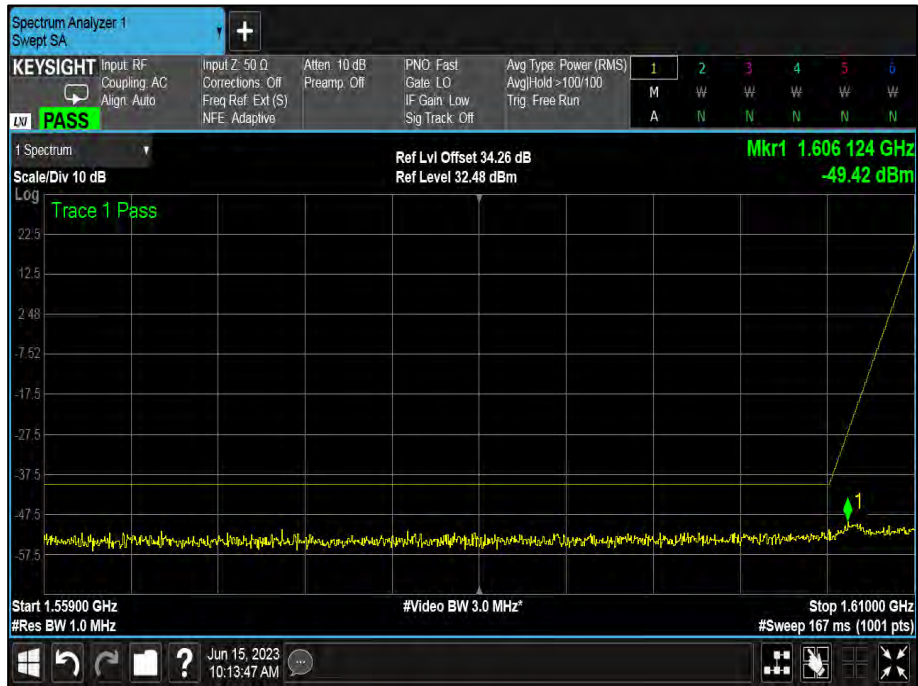 Spectrum Analyzer 1
Swept SA
+
KEYSIGHT
Input: RF
Coupling: AC
Align: Auto
Input Z: 50 Ω
Corrections: Off
Freq Ref: Ext (S)
NFE: Adaptive
Atten: 10 dB
Preamp: Off
PNO: Fast
Gate: LO
IF Gain: Low
Sig Track: Off
Avg Type: Power (RMS)
Avg|Hold >100/100
Trig: Free Run
1 2 3 4 5 6
M W W W W W
A N N N N N
LXI PASS
1 Spectrum
Scale/Div 10 dB
Ref Lvl Offset 34.26 dB
Ref Level 32.48 dBm
Mkr1 1.606 124 GHz
-49.42 dBm
Log
Trace 1 Pass
22.5
12.5
2.48
-7.52
-17.5
-27.5
-37.5
-47.5
-57.5
1
Start 1.55900 GHz
#Res BW 1.0 MHz
#Video BW 3.0 MHz*
Stop 1.61000 GHz
#Sweep 167 ms (1001 pts)
?
Jun 15, 2023
10:13:47 AM